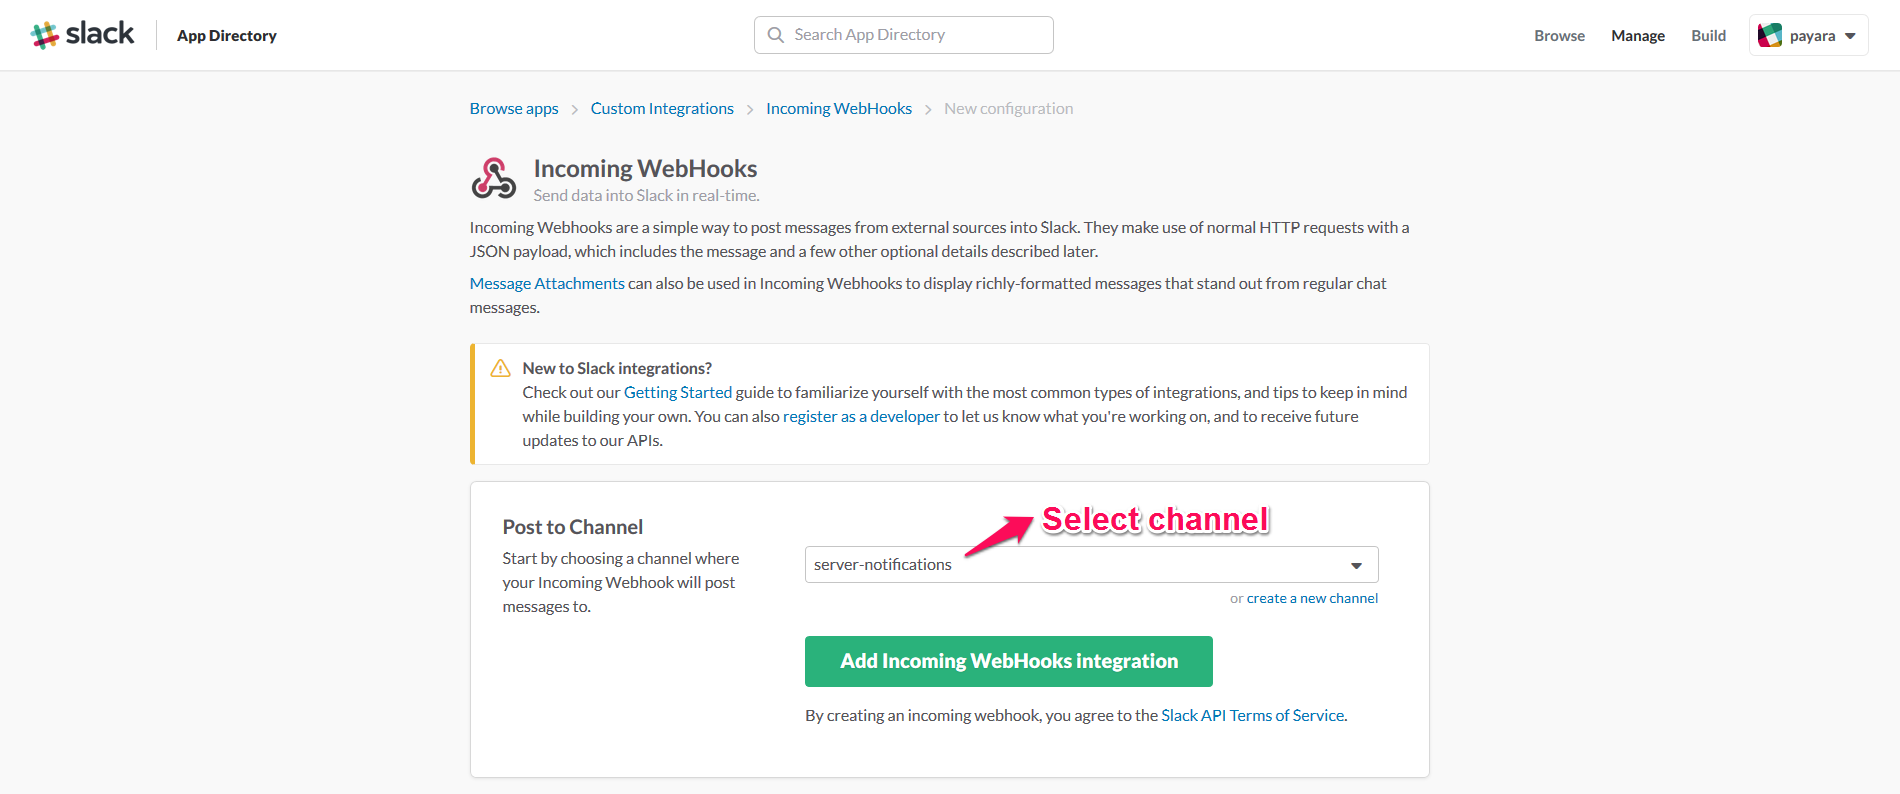 slack
App Directory
Search App Directory
Browse
Manage
Build
payara
Browse apps > Custom Integrations > Incoming WebHooks > New configuration
Incoming WebHooks
Send data into Slack in real-time.
Incoming Webhooks are a simple way to post messages from external sources into Slack. They make use of normal HTTP requests with a
JSON payload, which includes the message and a few other optional details described later.
Message Attachments can also be used in Incoming Webhooks to display richly-formatted messages that stand out from regular chat
messages.
New to Slack integrations?
Check out our Getting Started guide to familiarize yourself with the most common types of integrations, and tips to keep in mind
while building your own. You can also register as a developer to let us know what you're working on, and to receive future
updates to our APIs.
Post to Channel
Start by choosing a channel where
your Incoming Webhook will post
messages to.
Select channel
server-notifications
or create a new channel
Add Incoming WebHooks integration
By creating an incoming webhook, you agree to the Slack API Terms of Service.